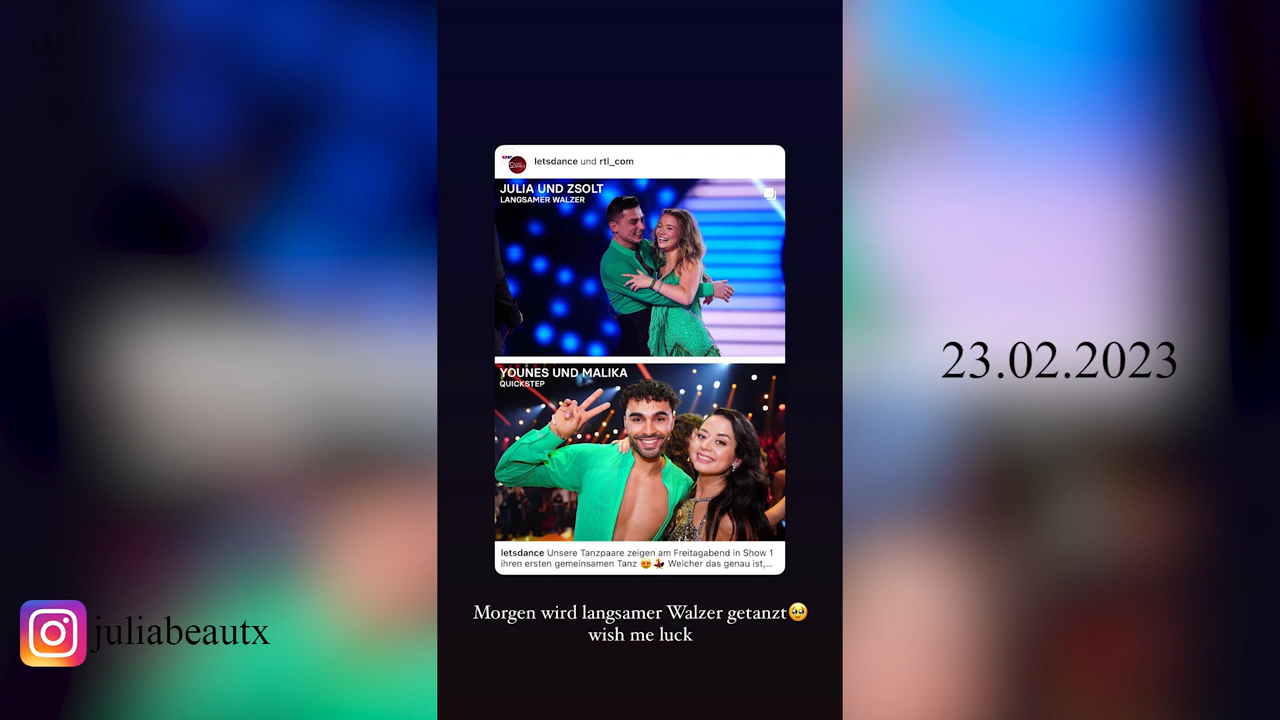 letsdance und rtl_com
JULIA UND ZSOLT
LANGSAMER WALZER
YOUNES UND MALIKA
QUICKSTEP
letsdance Unsere Tanzpaare zeigen am Freitagabend in Show 1
ihren ersten gemeinsamen Tanz 😍💃 Welcher das genau ist,...
Morgen wird langsamer Walzer getanzt🥹
wish me luck
23.02.2023
juliabeautx